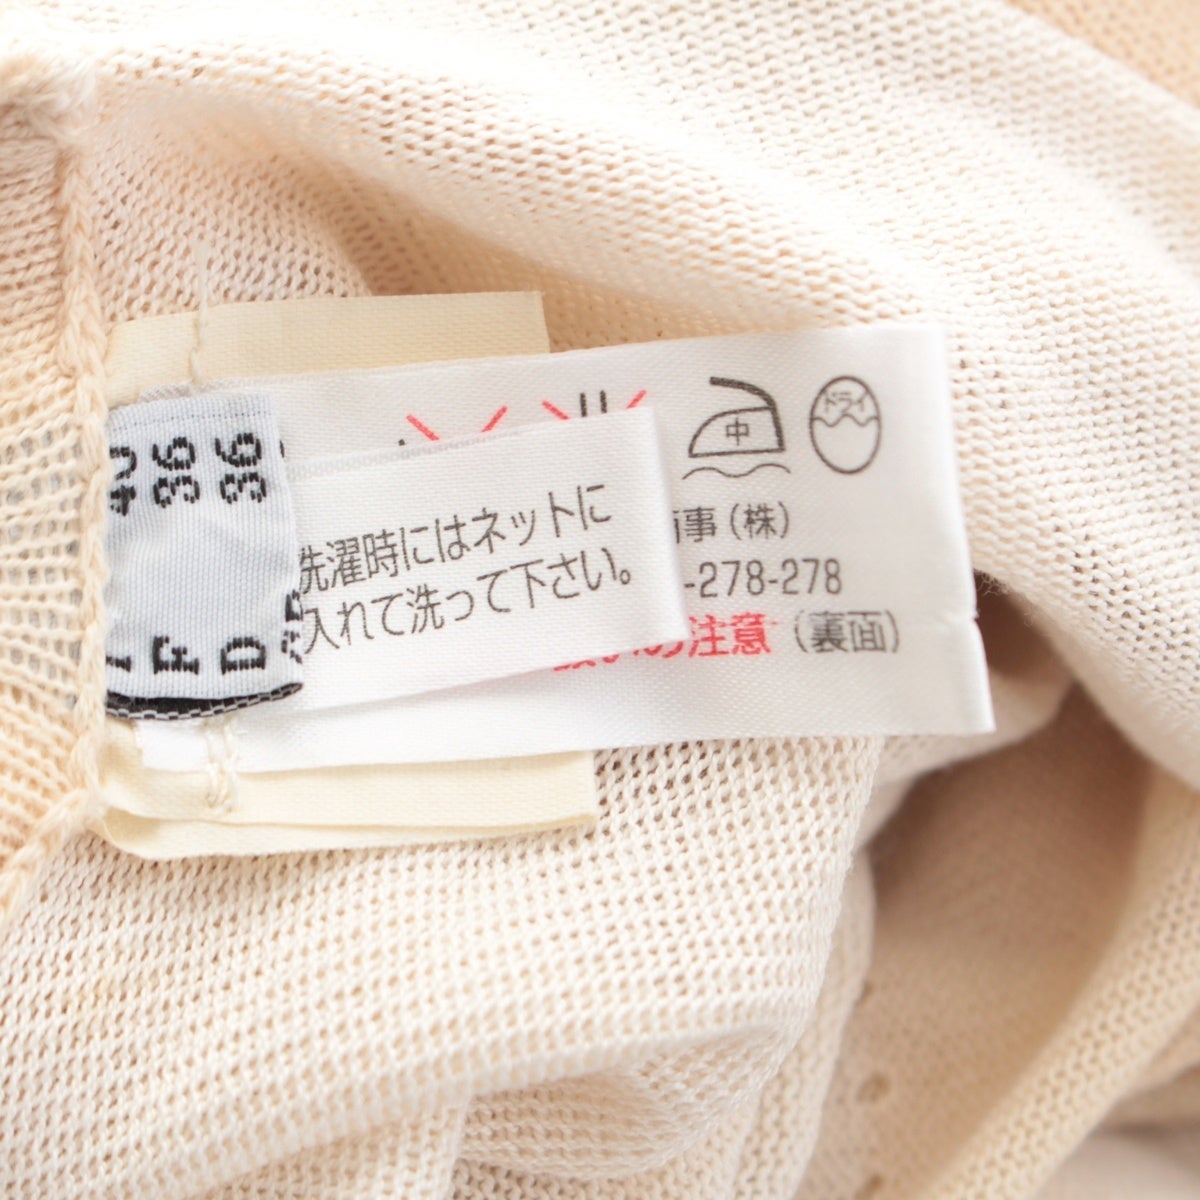 40
36
36
F
D
中
ドライ
洗濯時にはネットに
入れて洗って下さい。
事(株)
-278-278
注意(裏面)